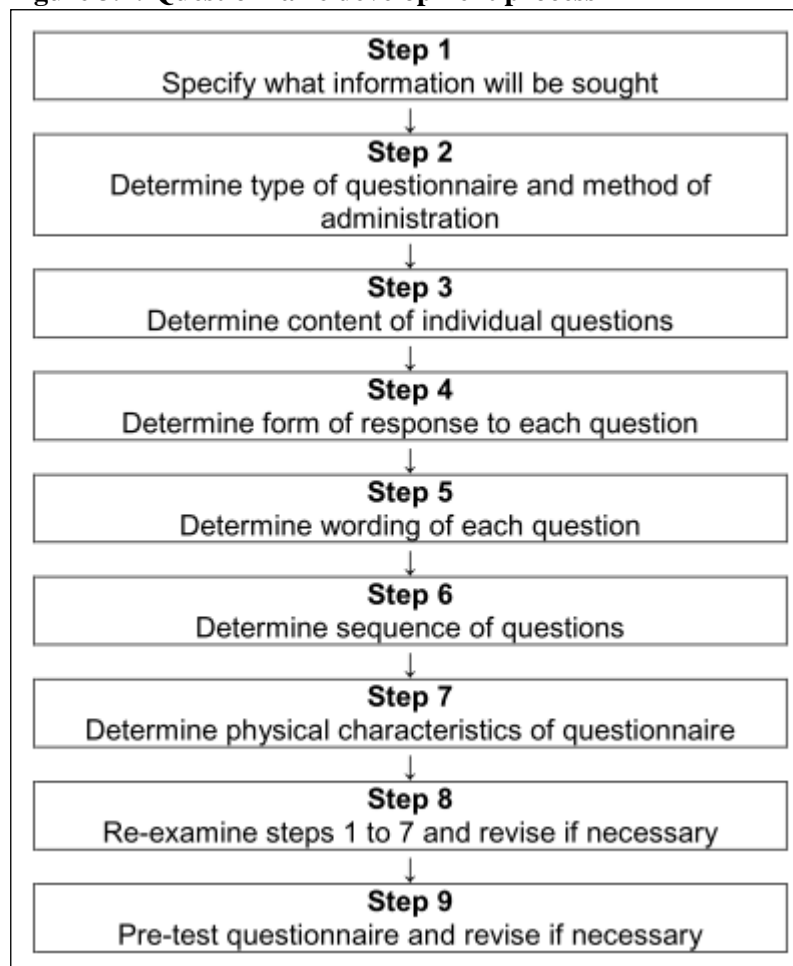 Step 1
Specify what information will be sought
↓
Step 2
Determine type of questionnaire and method of
administration
↓
Step 3
Determine content of individual questions
↓
Step 4
Determine form of response to each question
↓
Step 5
Determine wording of each question
↓
Step 6
Determine sequence of questions
↓
Step 7
Determine physical characteristics of questionnaire
↓
Step 8
Re-examine steps 1 to 7 and revise if necessary
↓
Step 9
Pre-test questionnaire and revise if necessary